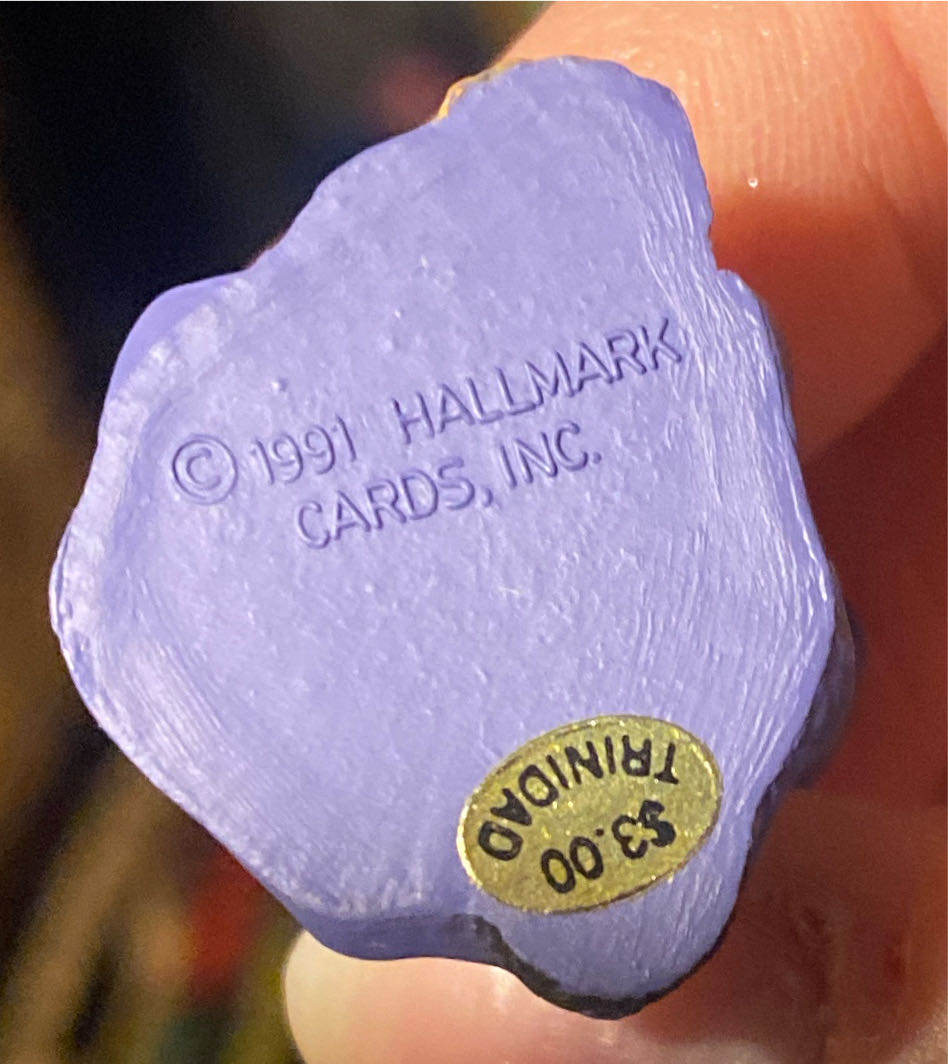 © 1991 HALLMARK
CARDS, INC.
$3.00
TRINIDAD